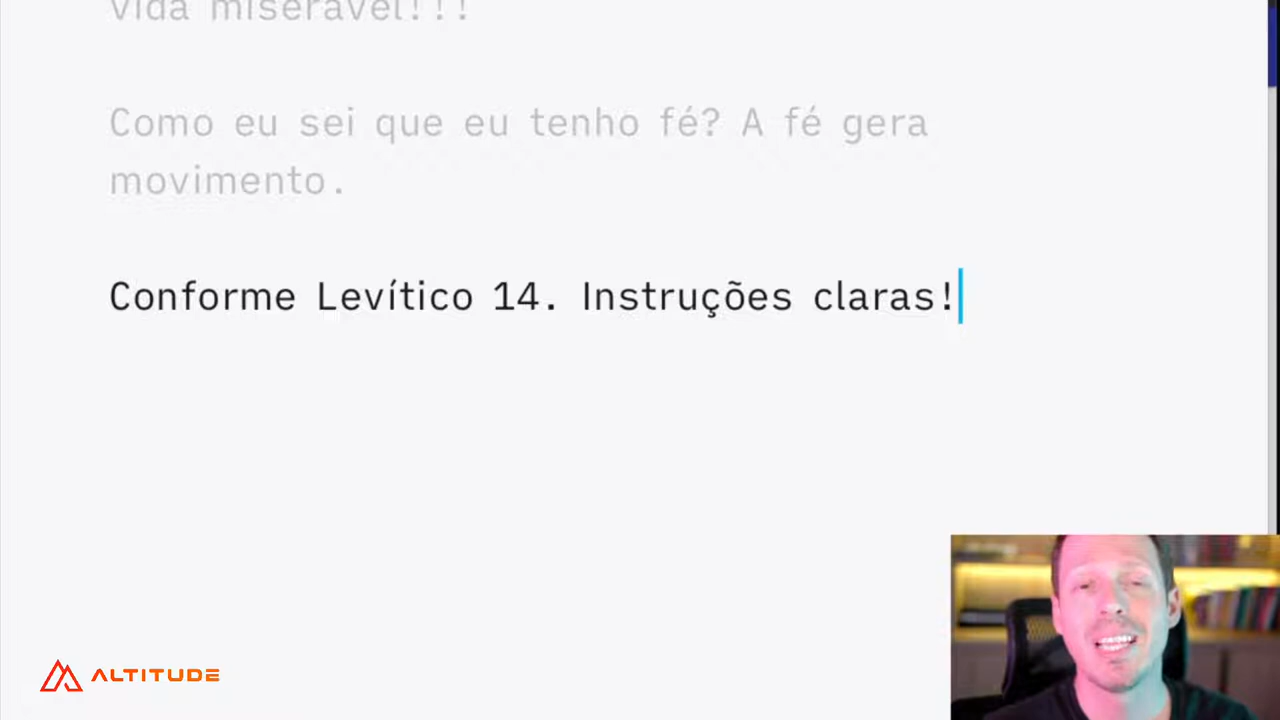 vida miserável!!!
Como eu sei que eu tenho fé? A fé gera
movimento.
Conforme Levítico 14. Instruções claras!
ALTITUDE